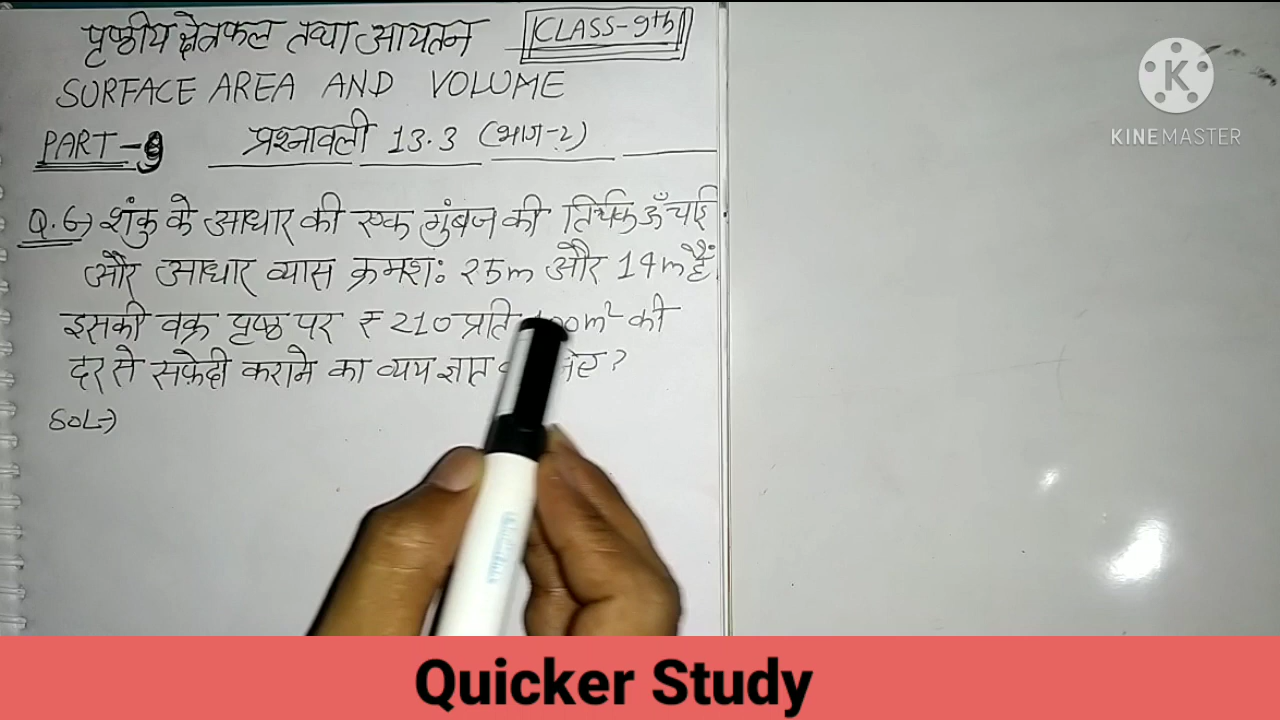 पृष्ठीय क्षेत्रफल तथा आयतन
CLASS-9th
SURFACE AREA AND VOLUME
PART-9 प्रश्नावली 13.3 (भाग-2)
Q.6→ शंकु के आधार की एक गुंबज की तिर्यक ऊँचाई
और आधार व्यास क्रमश: 25m और 14m हैं
इसकी वक्र पृष्ठ पर ₹ 210 प्रति 100m² की
दर से सफ़ेदी कराने का व्यय ज्ञात
SOL→
KINEMASTER
Quicker Study